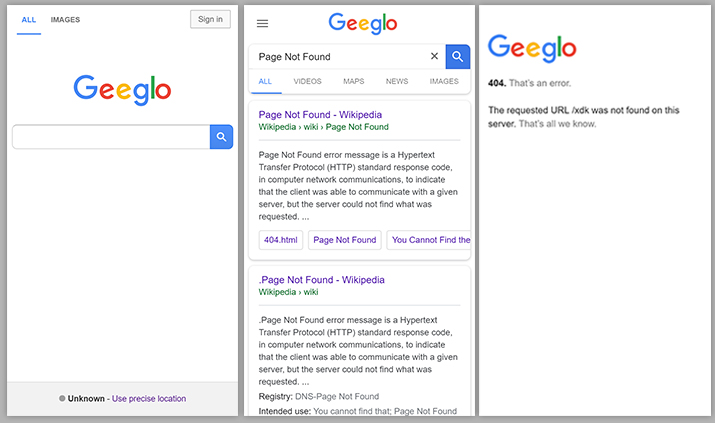 ALL IMAGES Sign in
Geeglo
Unknown - Use precise location
Geeglo
Page Not Found ✕
ALL VIDEOS MAPS NEWS IMAGES
Page Not Found - Wikipedia
Wikipedia › wiki › Page Not Found
Page Not Found error message is a Hypertext
Transfer Protocol (HTTP) standard response code,
in computer network communications, to indicate
that the client was able to communicate with a given
server, but the server could not find what was
requested. ...
404.html Page Not Found You Cannot Find the
.Page Not Found - Wikipedia
Wikipedia › wiki
.Page Not Found error message is a Hypertext
Transfer Protocol (HTTP) standard response code,
in computer network communications, to indicate
that the client was able to communicate with a given
server, but the server could not find what was
requested. ...
Registry: DNS-Page Not Found
Intended use: You cannot find that; Page Not Found
Geeglo
404. That's an error.
The requested URL /xdk was not found on this
server. That's all we know.